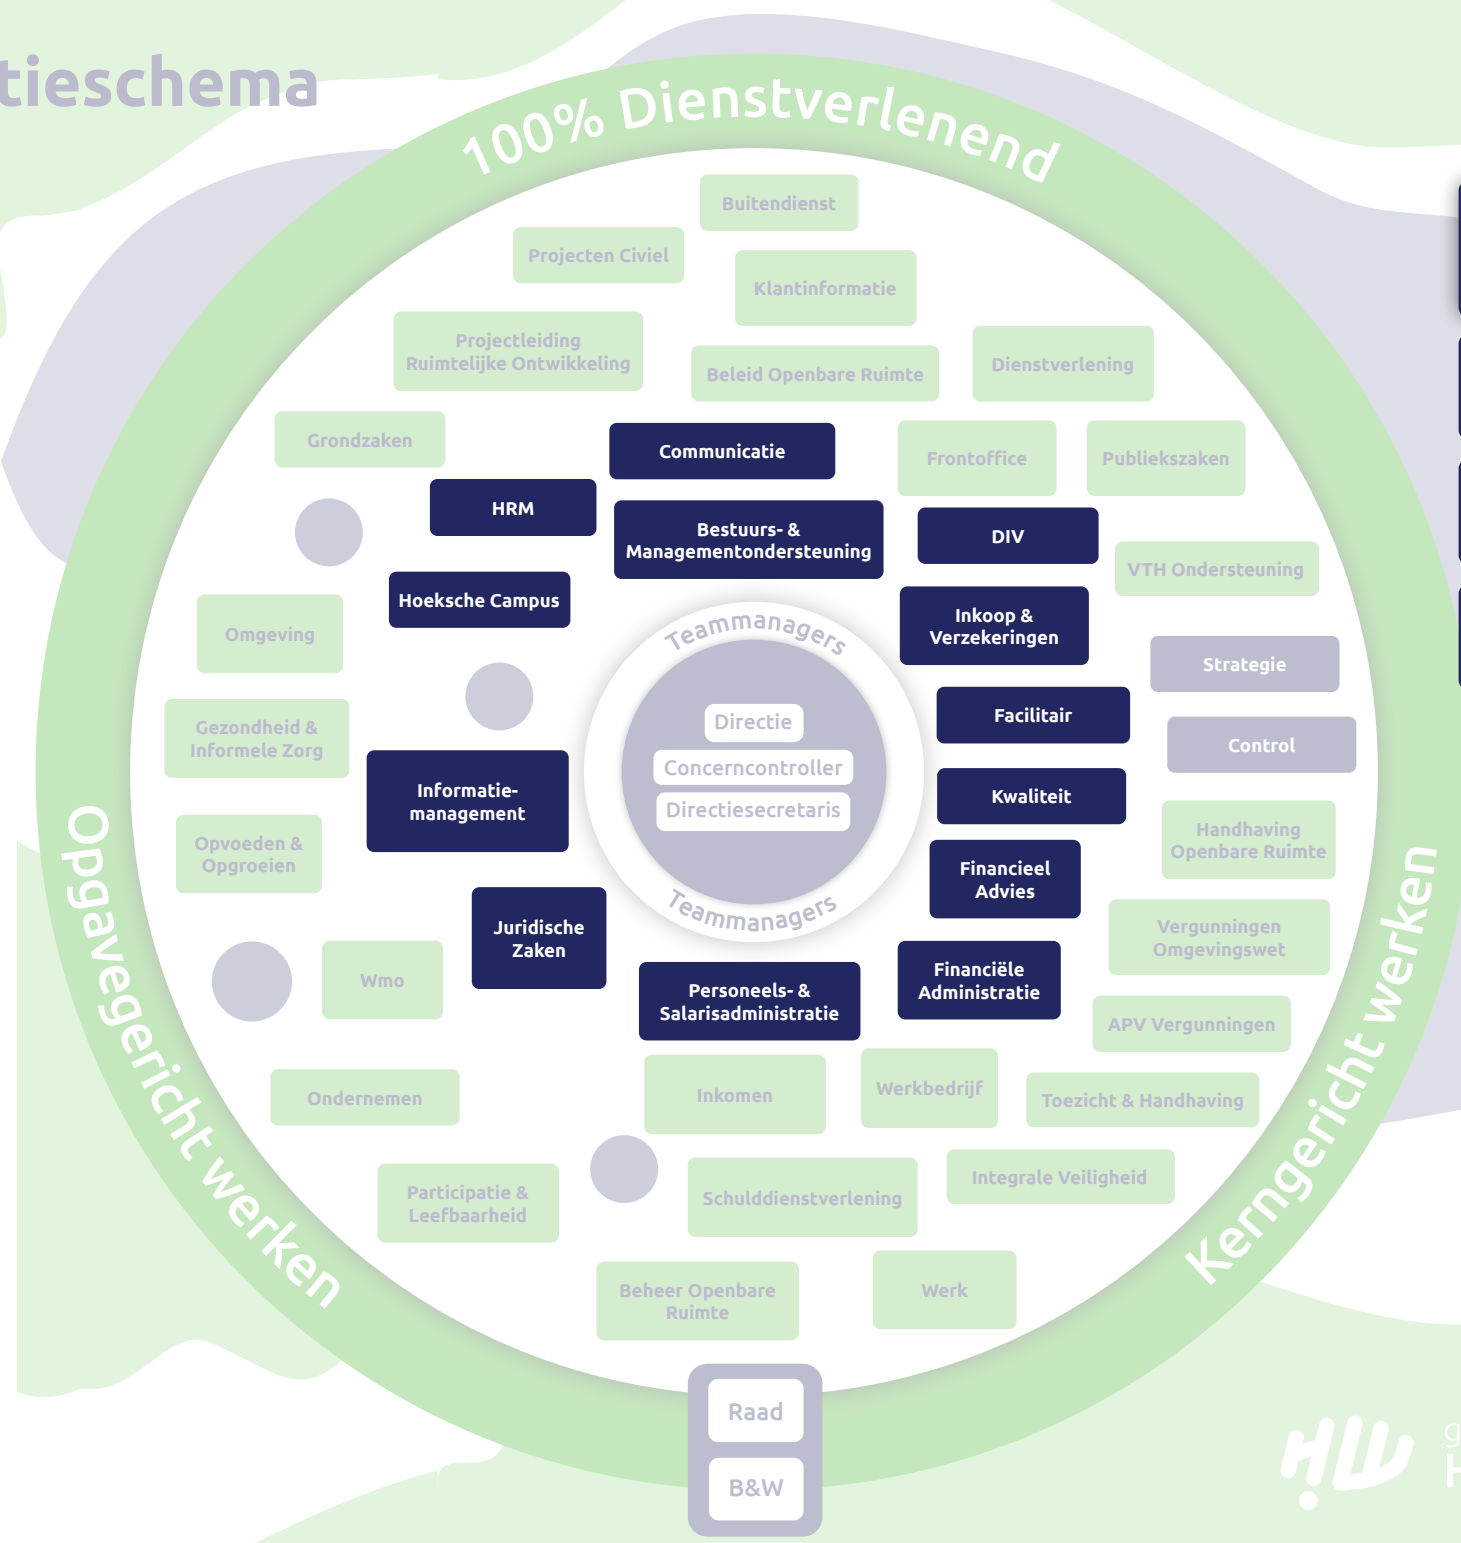 tieschema
100% Dienstverlenend
Buitendienst
Projecten Civiel
Klantinformatie
Projectleiding
Ruimtelijke Ontwikkeling
Beleid Openbare Ruimte
Dienstverlening
Grondzaken
Communicatie
Frontoffice
Publiekszaken
HRM
Bestuurs- &
Managementondersteuning
DIV
VTH Ondersteuning
Hoeksche Campus
Inkoop &
Verzekeringen
Omgeving
Teammanagers
Strategie
Gezondheid &
Informele Zorg
Directie
Facilitair
Control
Concerncontroller
Informatie-
management
Kwaliteit
Directiesecretaris
Opvoeden &
Opgroeien
Handhaving
Openbare Ruimte
Financieel
Advies
Teammanagers
Juridische
Zaken
Vergunningen
Omgevingswet
Wmo
Personeels- &
Salarisadministratie
Financiële
Administratie
APV Vergunningen
Ondernemen
Inkomen
Werkbedrijf
Toezicht & Handhaving
Participatie &
Leefbaarheid
Schulddienstverlening
Integrale Veiligheid
Beheer Openbare
Ruimte
Werk
Opgavegericht werken
Kerngericht werken
Raad
B&W
HW
g
H